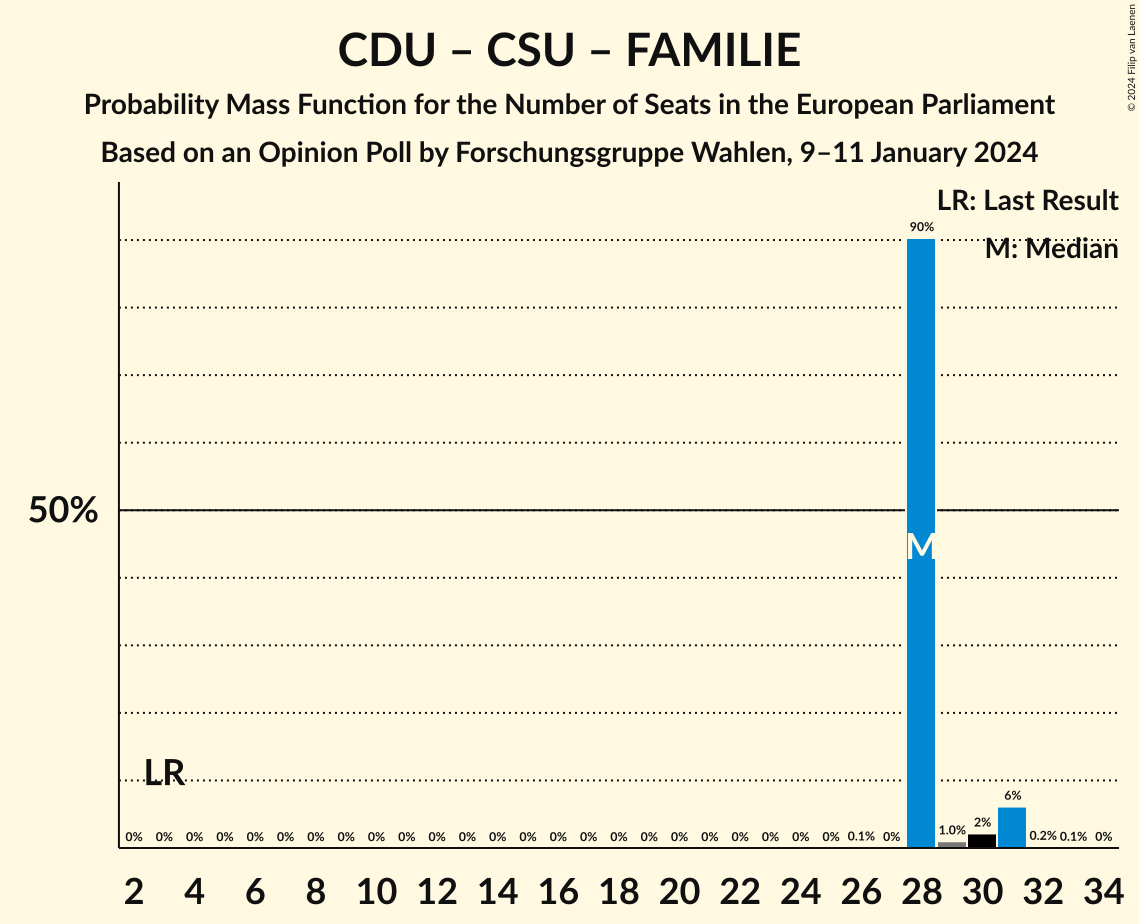 CDU – CSU – FAMILIE
Probability Mass Function for the Number of Seats in the European Parliament
Based on an Opinion Poll by Forschungsgruppe Wahlen, 9–11 January 2024
© 2024 Filip van Laenen
LR: Last Result
M: Median
90%
50%
M
LR
6%
0% 0% 0% 0% 0% 0% 0% 0% 0% 0% 0% 0% 0% 0% 0% 0% 0% 0% 0% 0% 0% 0% 0% 0% 0.1% 0% 1.0% 2% 0.2% 0.1% 0%
2 4 6 8 10 12 14 16 18 20 22 24 26 28 30 32 34